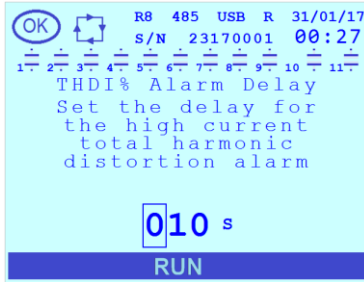 OK R8 485 USB R 31/01/17
S/N 23170001 00:27
1 2 3 4 5 6 7 8 9 10 11
THDI% Alarm Delay
Set the delay for
the high current
total harmonic
distortion alarm
010 s
RUN